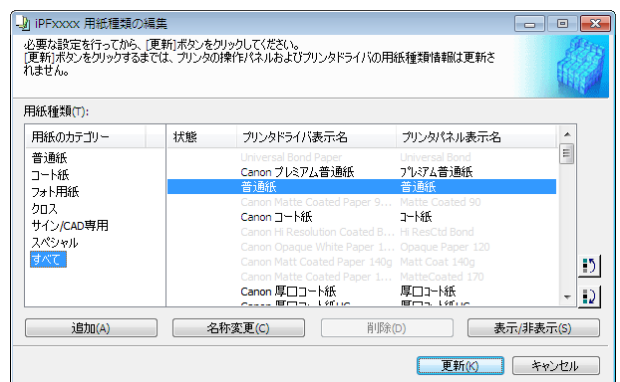 iPFxxxx 用紙種類の編集
必要な設定を行ってから、[更新]ボタンをクリックしてください。
[更新]ボタンをクリックするまでは、プリンタの操作パネルおよびプリンタドライバの用紙種類情報は更新さ
れません。
用紙種類(T):
用紙のカテゴリー 状態 プリンタドライバ表示名 プリンタパネル表示名
普通紙
コート紙
フォト用紙
クロス
サイン/CAD専用
スペシャル
すべて
Universal Bond Paper Universal Bond
Canon プレミアム普通紙 プレミアム普通紙
普通紙 普通紙
Canon Matte Coated Paper 9... Matte Coated 90
Canon コート紙 コート紙
Canon Hi Resolution Coated B... Hi ResCtd Bond
Canon Opaque White Paper 1... Opaque Paper 120
Canon Matt Coated Paper 140g Matt Coat 140g
Canon Matte Coated Paper 1... MatteCoated 170
Canon 厚口コート紙 厚口コート紙
追加(A) 名称変更(C) 削除(D) 表示/非表示(S)
更新(K) キャンセル